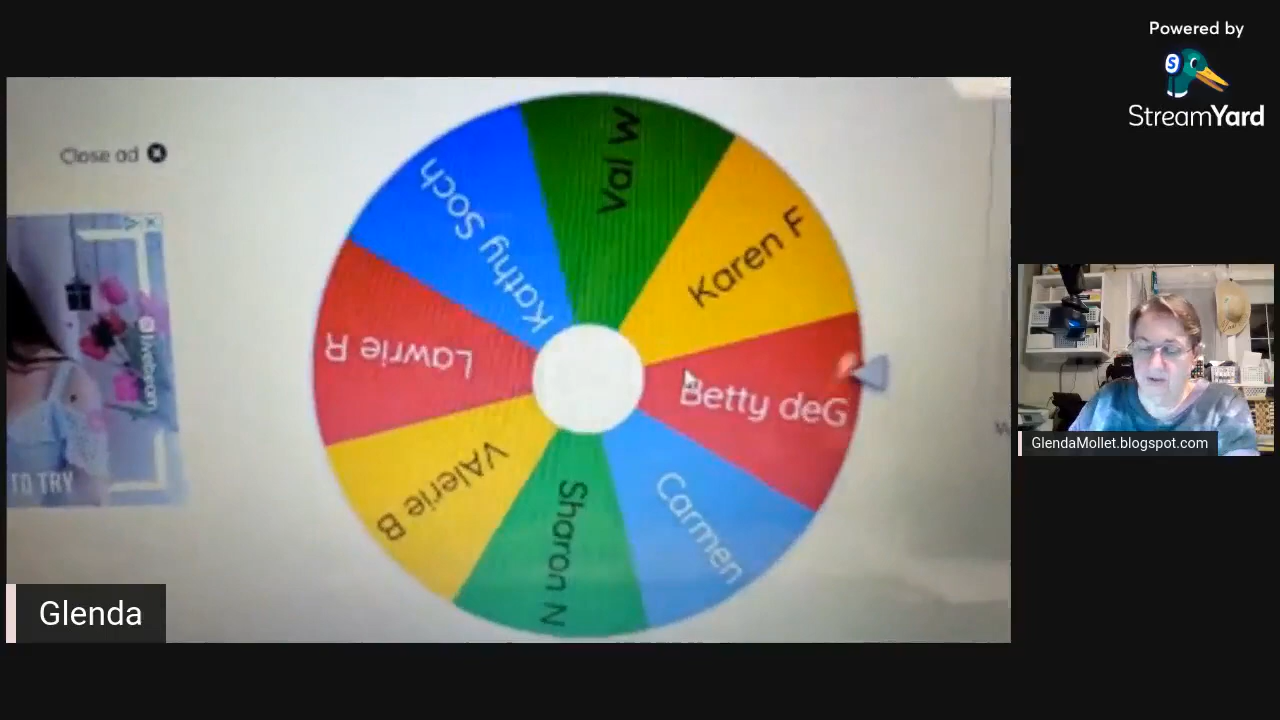 Powered by
StreamYard
Close ad
Val W
Karen F
Kathy Soch
Lawrie R
Betty deG
VAlerie B
Carmen
Sharon N
livebearn
TO TRY
GlendaMollet.blogspot.com
Glenda